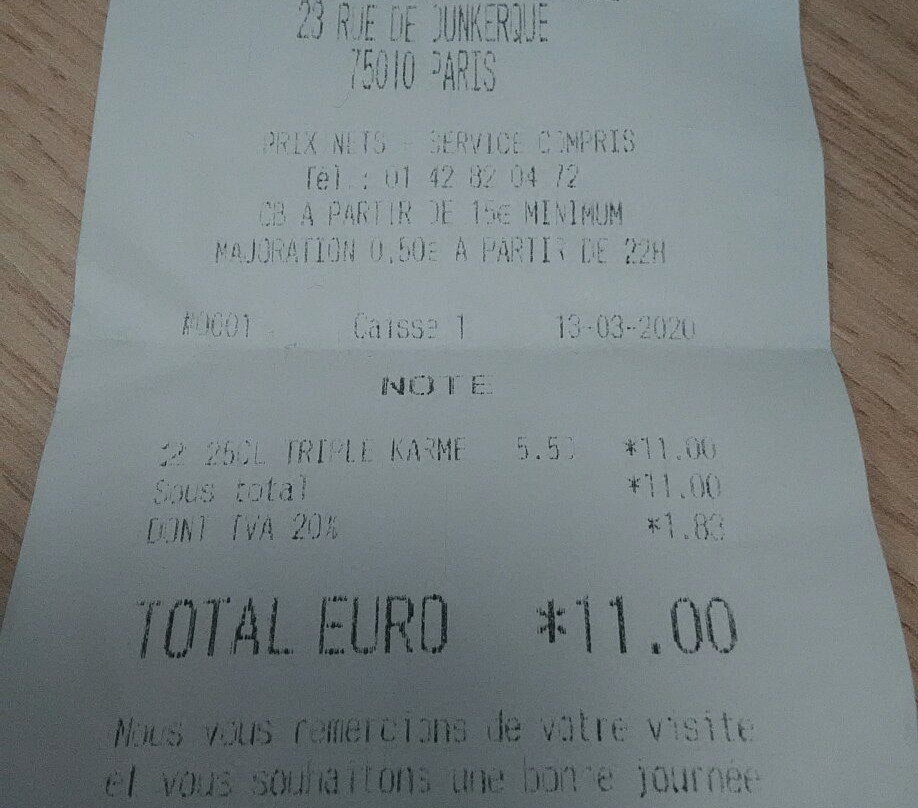 23 RUE DE DUNKERQUE
75010 PARIS
PRIX NETS - SERVICE COMPRIS
Tél.: 01 42 82 04 72
CB A PARTIR DE 15€ MINIMUM
MAJORATION 0,50€ A PARTIR DE 22H
#0001 Caisse 1 13-03-2020
NOTE
25CL TRIPLE KARME 5.50 *11.00
Sous total *11.00
DONT TVA 20% *1.83
TOTAL EURO *11.00
Nous vous remercions de votre visite
et vous souhaitons une bonne journée